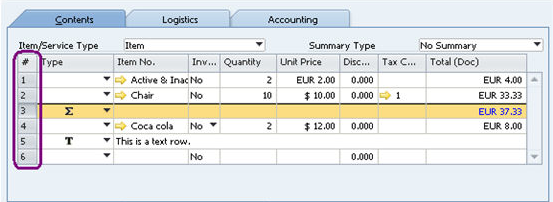 Contents Logistics Accounting
Item/Service Type Item Summary Type No Summary
# Type Item No. Inv... Quantity Unit Price Disc... Tax C... Total (Doc)
1 Active & Inac No 2 EUR 2.00 0.000 EUR 4.00
2 Chair No 10 $ 10.00 0.000 1 EUR 33.33
3 Σ EUR 37.33
4 Coca cola No 2 $ 12.00 0.000 EUR 8.00
5 T This is a text row.
6 No 0.000